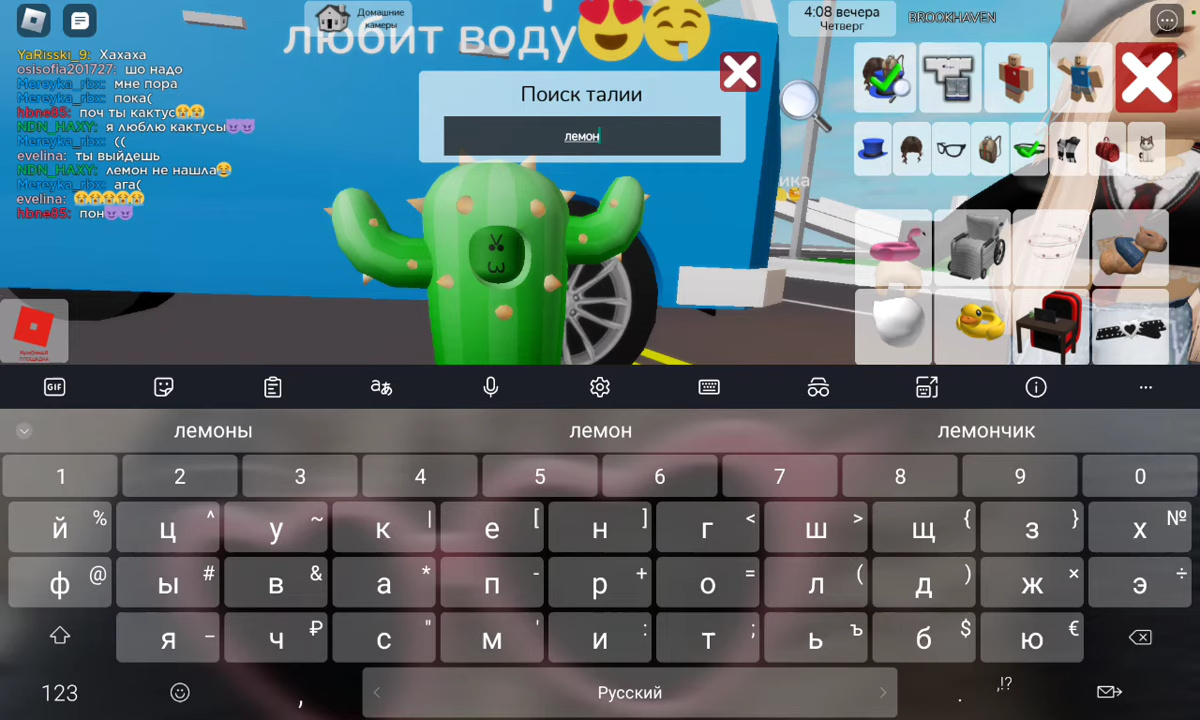 Домашние
камеры
4:08 вечера
Четверг
BROOKHAVEN
любит воду😍🤤
YaRisski_9: Хахаха
osisofia201727: шо надо
Mereyka_rbx: мне пора
Mereyka_rbx: пока(
hbne85: поч ты кактус😭😭
NDN_HAXY: я люблю кактусы😈😈
Mereyka_rbx: ((
evelina: ты выйдешь
NDN_HAXY: лемон не нашла😂
Mereyka_rbx: ага(
evelina: 😭😭😭😭😭
hbne85: пон😈😈
Поиск талии
лемон
GIF
лемоны лемон лемончик
1 2 3 4 5 6 7 8 9 0
й % ц ^ у ~ к | е [ н ] г < ш > щ { з } х №
ф @ ы # в & а * п - р + о = л ( д ) ж × э ÷
я _ ч ₽ с " м ' и : т ; ь ъ б $ ю €
123 , Русский . ,!?